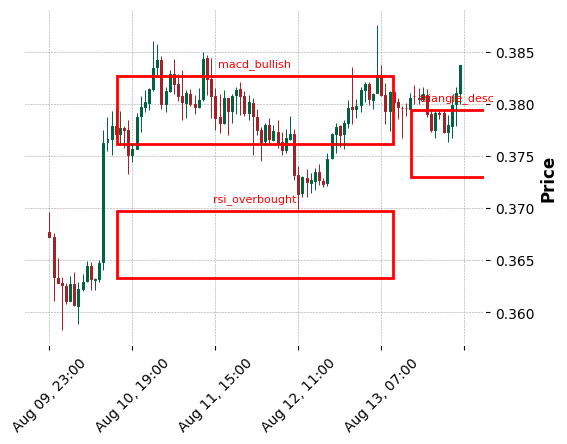 macd_bullish
rsi_overbought
0.385
0.380
0.375
0.370
0.365
0.360
Price
Aug 09, 23:00
Aug 10, 19:00
Aug 11, 15:00
Aug 12, 11:00
Aug 13, 07:00